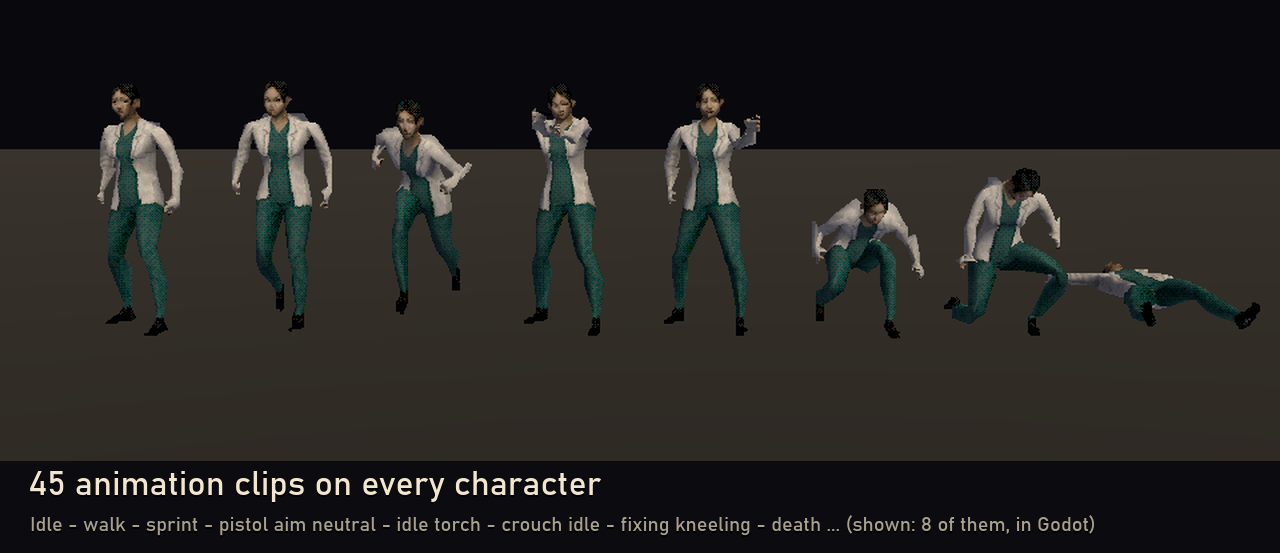 45 animation clips on every character
Idle - walk - sprint - pistol aim neutral - idle torch - crouch idle - fixing kneeling - death ... (shown: 8 of them, in Godot)